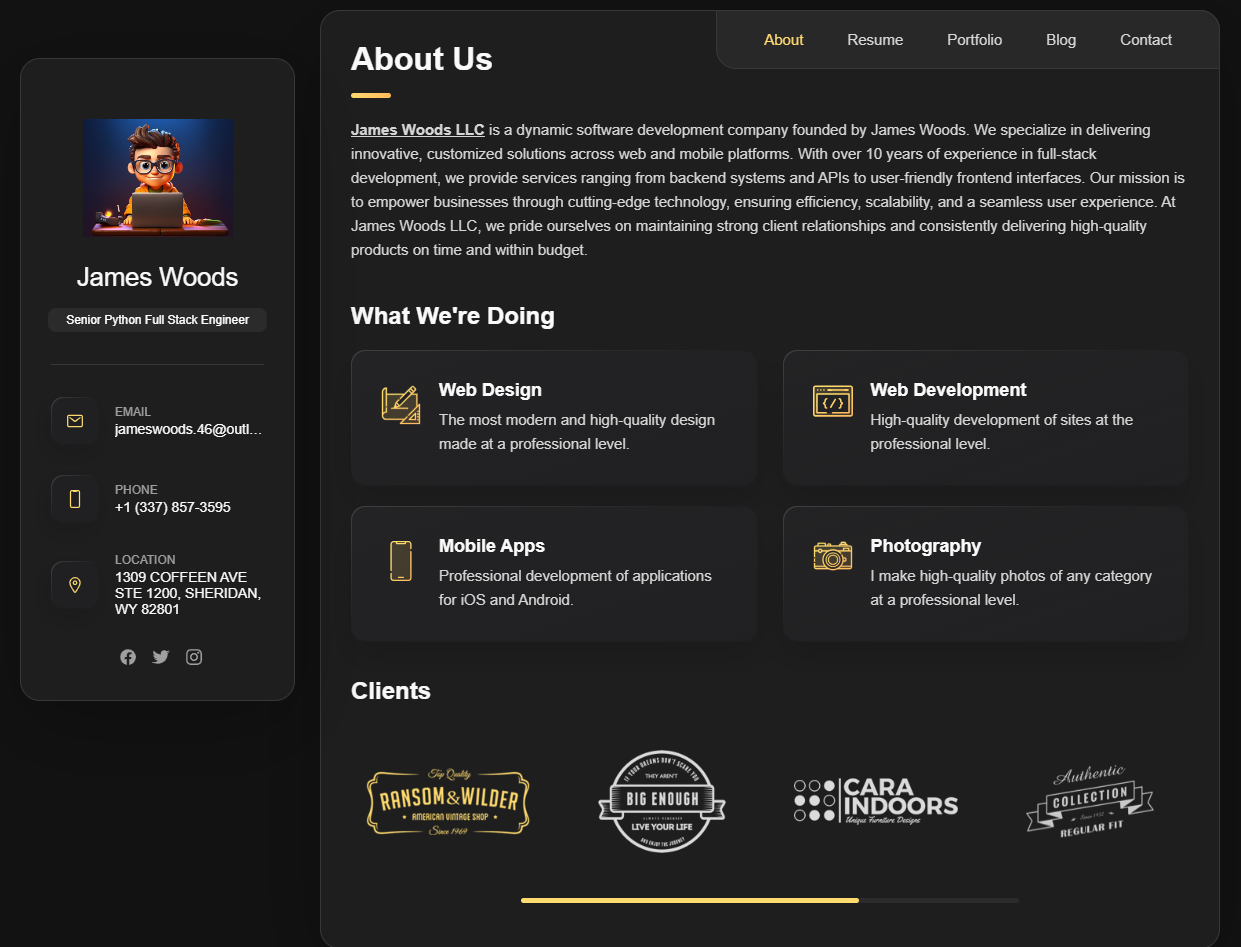 James Woods
Senior Python Full Stack Engineer
EMAIL
jameswoods.46@outl...
PHONE
+1 (337) 857-3595
LOCATION
1309 COFFEEN AVE
STE 1200, SHERIDAN,
WY 82801
About Resume Portfolio Blog Contact
About Us
James Woods LLC is a dynamic software development company founded by James Woods. We specialize in delivering
innovative, customized solutions across web and mobile platforms. With over 10 years of experience in full-stack
development, we provide services ranging from backend systems and APIs to user-friendly frontend interfaces. Our mission is
to empower businesses through cutting-edge technology, ensuring efficiency, scalability, and a seamless user experience. At
James Woods LLC, we pride ourselves on maintaining strong client relationships and consistently delivering high-quality
products on time and within budget.
What We're Doing
Web Design
The most modern and high-quality design
made at a professional level.
Web Development
High-quality development of sites at the
professional level.
Mobile Apps
Professional development of applications
for iOS and Android.
Photography
I make high-quality photos of any category
at a professional level.
Clients
Top Quality
RANSOM&WILDER
AMERICAN VINTAGE SHOP
Since 1969
IF YOUR DREAMS DON'T SCARE YOU
THEY AREN'T
BIG ENOUGH
ALWAYS REMEMBER
LIVE YOUR LIFE
AND ENJOY THE JOURNEY
CARA
INDOORS
Unique Furniture Designs
Authentic
COLLECTION
REGULAR FIT